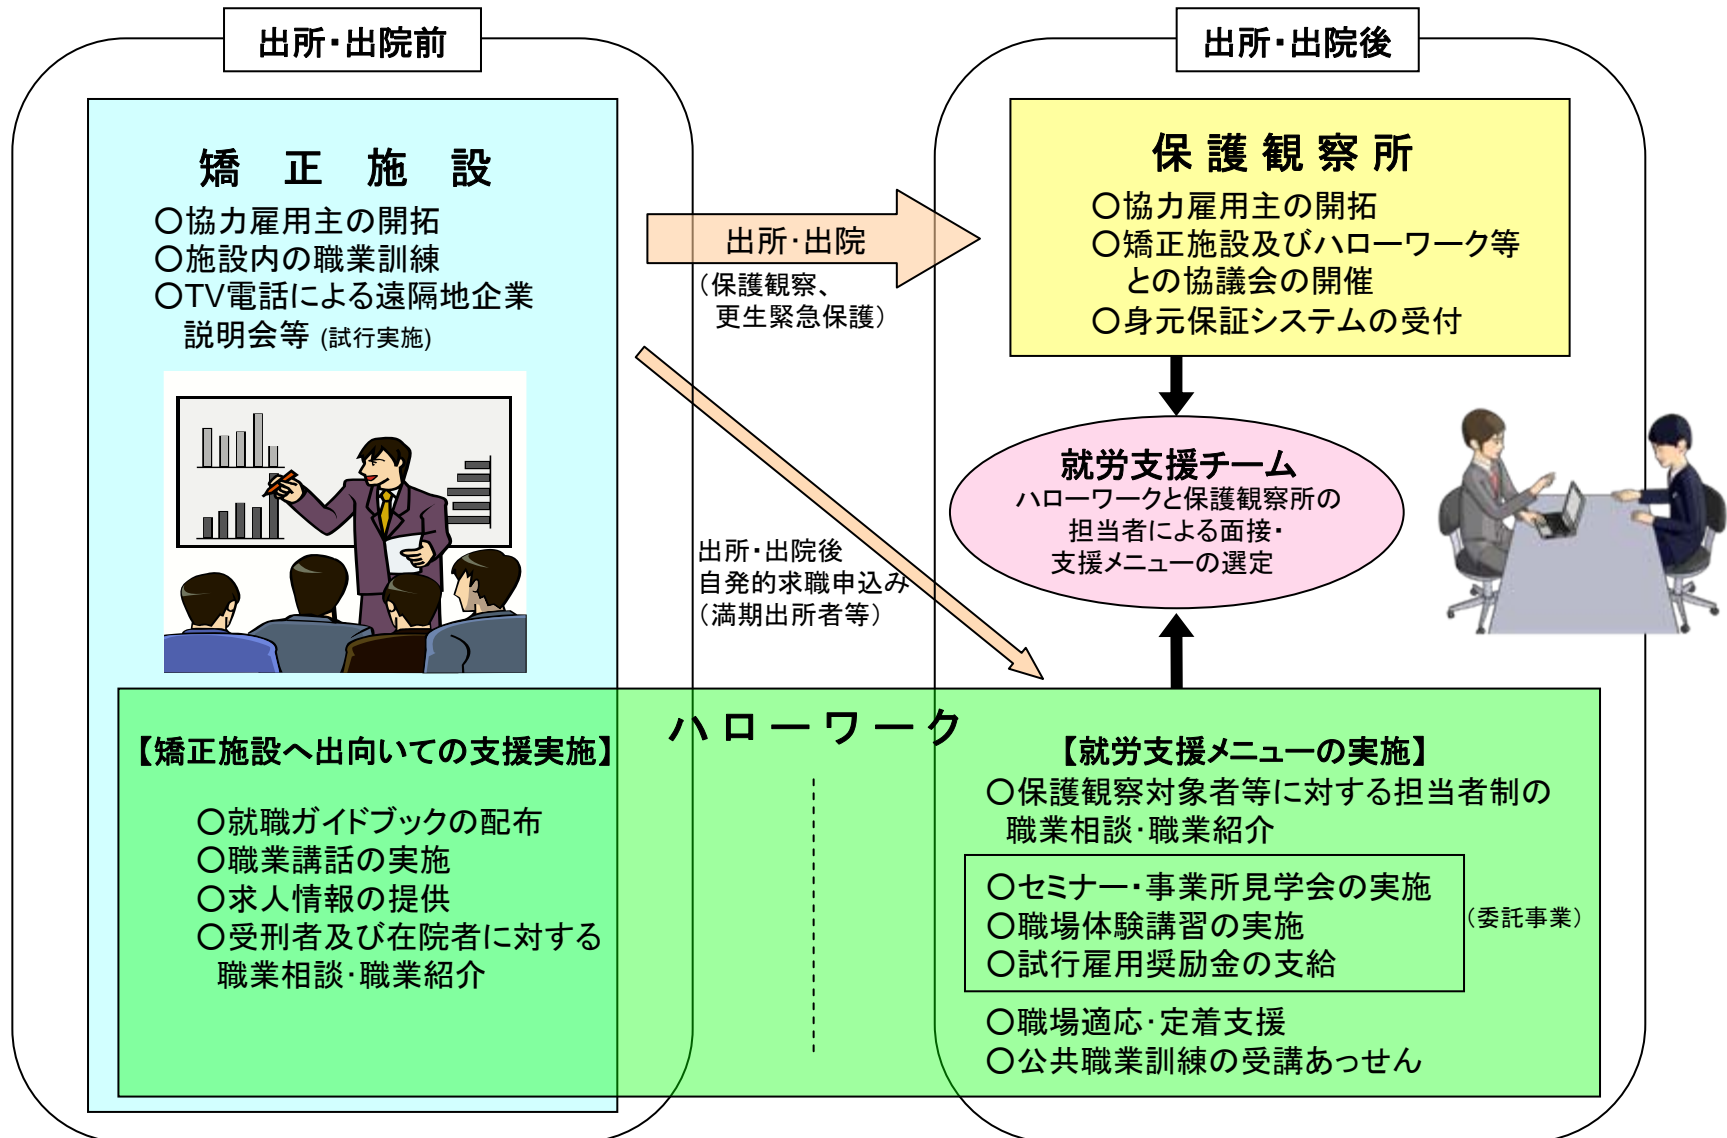 出所・出院前
矯正施設
○協力雇用主の開拓
○施設内の職業訓練
○TV電話による遠隔地企業
説明会等 (試行実施)
出所・出院
（保護観察、
更生緊急保護）
出所・出院後
自発的求職申込み
（満期出所者等）
出所・出院後
保護観察所
○協力雇用主の開拓
○矯正施設及びハローワーク等
との協議会の開催
○身元保証システムの受付
就労支援チーム
ハローワークと保護観察所の
担当者による面接・
支援メニューの選定
ハローワーク
【矯正施設へ出向いての支援実施】
○就職ガイドブックの配布
○職業講話の実施
○求人情報の提供
○受刑者及び在院者に対する
職業相談・職業紹介
【就労支援メニューの実施】
○保護観察対象者等に対する担当者制の
職業相談・職業紹介
○セミナー・事業所見学会の実施
○職場体験講習の実施
○試行雇用奨励金の支給
（委託事業）
○職場適応・定着支援
○公共職業訓練の受講あっせん